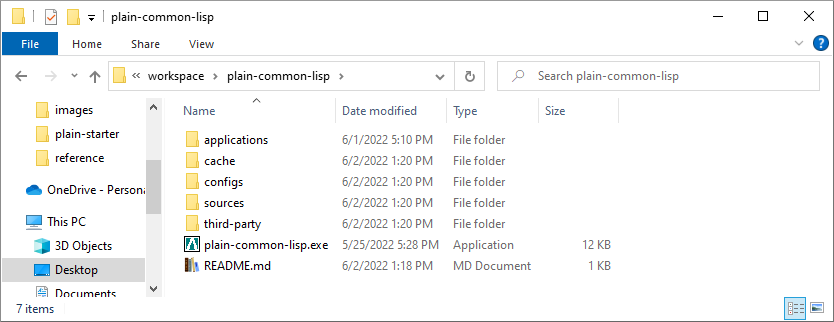 plain-common-lisp
File Home Share View
workspace plain-common-lisp Search plain-common-lisp
images
plain-starter
reference
OneDrive - Persona
This PC
3D Objects
Desktop
Documents
Name Date modified Type Size
applications 6/1/2022 5:10 PM File folder
cache 6/2/2022 1:20 PM File folder
configs 6/2/2022 1:20 PM File folder
sources 6/2/2022 1:20 PM File folder
third-party 6/2/2022 1:20 PM File folder
plain-common-lisp.exe 5/25/2022 5:28 PM Application 12 KB
README.md 6/2/2022 1:18 PM MD Document 1 KB
7 items